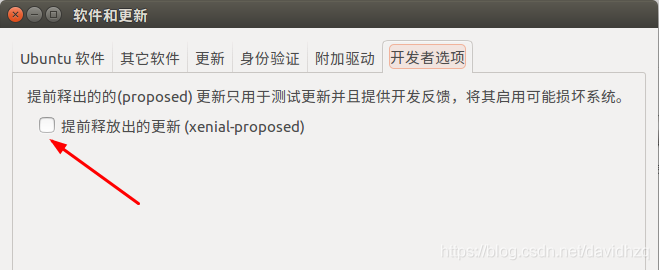 软件和更新
Ubuntu 软件 其它软件 更新 身份验证 附加驱动 开发者选项
提前释出的的(proposed) 更新只用于测试更新并且提供开发反馈，将其启用可能损坏系统。
提前释放出的更新 (xenial-proposed)
https://blog.csdn.net/davidhzq